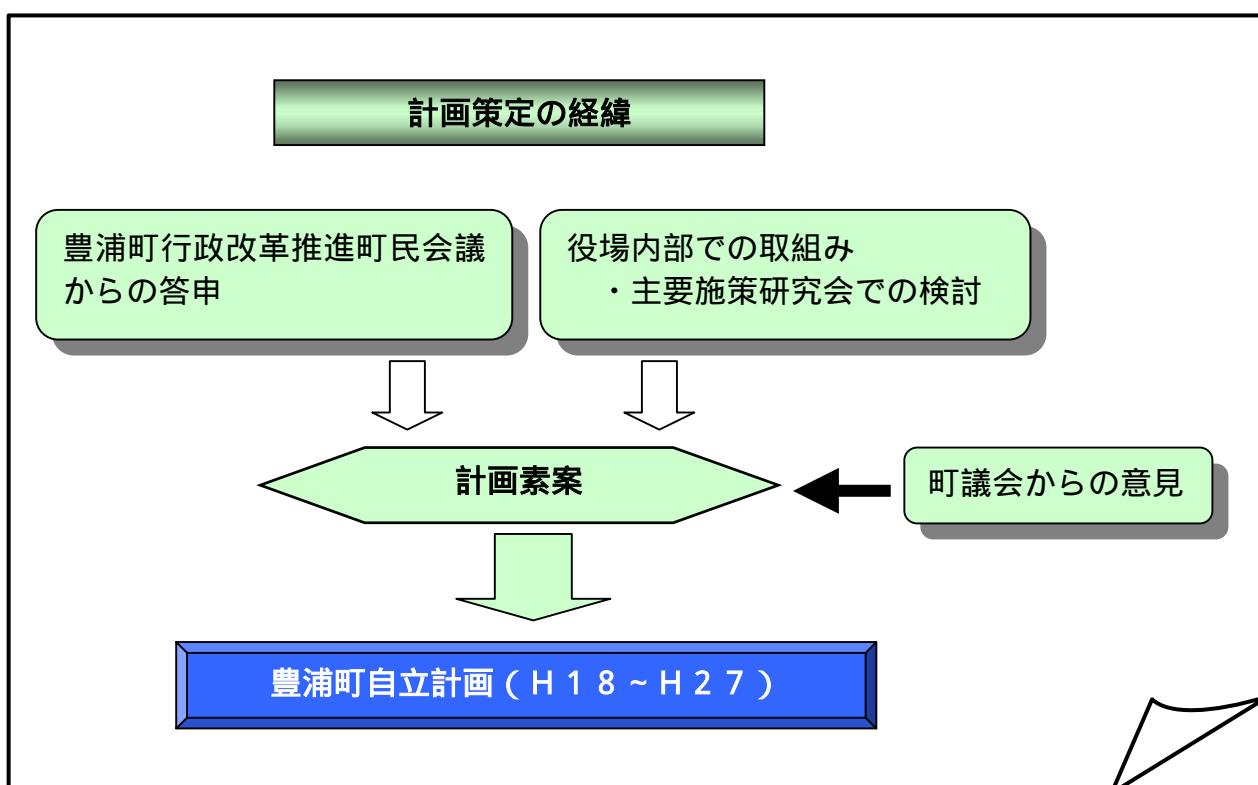 計画策定の経緯
豊浦町行政改革推進町民会議
からの答申
役場内部での取組み
・主要施策研究会での検討
計画素案
町議会からの意見
豊浦町自立計画（Ｈ１８～Ｈ２７）